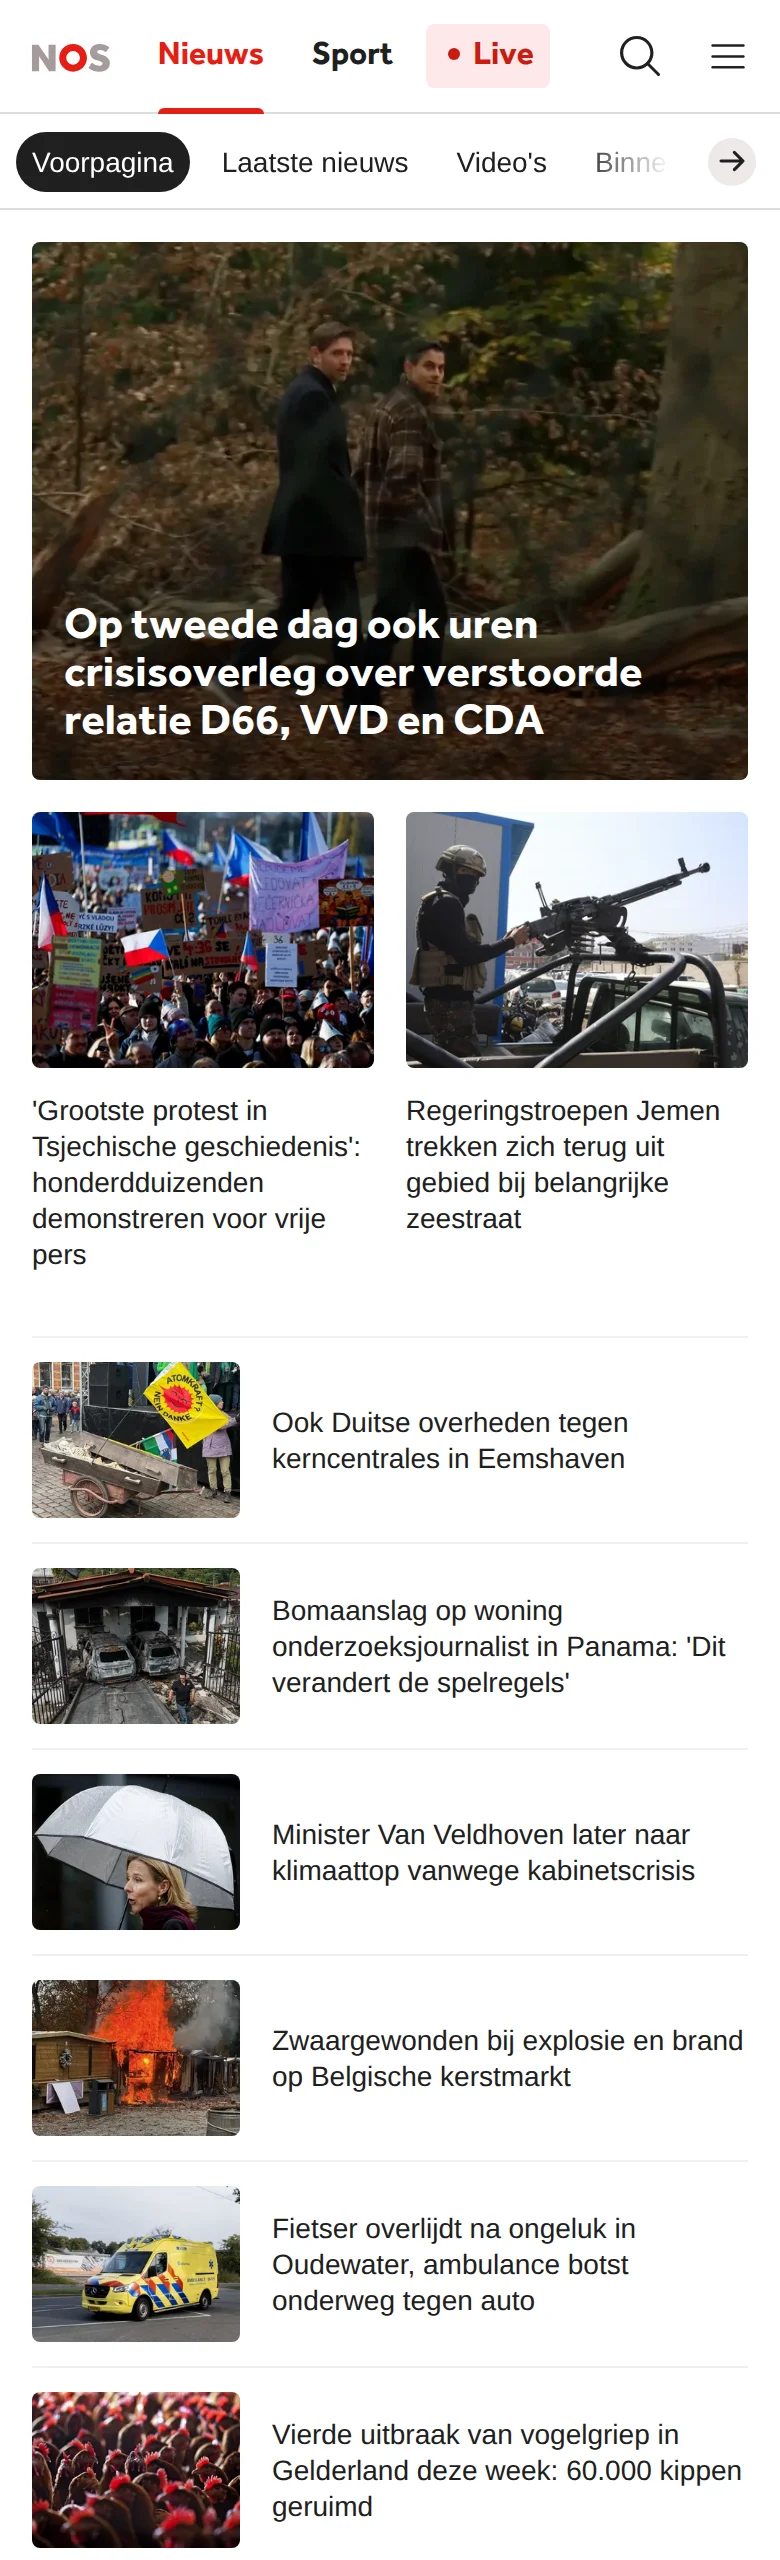 NOS
Nieuws
Sport
Live
Voorpagina
Laatste nieuws
Video's
Binne
Op tweede dag ook uren
crisisoverleg over verstoorde
relatie D66, VVD en CDA
'Grootste protest in
Tsjechische geschiedenis':
honderdduizenden
demonstreren voor vrije
pers
Regeringstroepen Jemen
trekken zich terug uit
gebied bij belangrijke
zeestraat
ATOMKRAFT?
NEIN DANKE
Ook Duitse overheden tegen
kerncentrales in Eemshaven
Bomaanslag op woning
onderzoeksjournalist in Panama: 'Dit
verandert de spelregels'
Minister Van Veldhoven later naar
klimaattop vanwege kabinetscrisis
Zwaargewonden bij explosie en brand
op Belgische kerstmarkt
Fietser overlijdt na ongeluk in
Oudewater, ambulance botst
onderweg tegen auto
Vierde uitbraak van vogelgriep in
Gelderland deze week: 60.000 kippen
geruimd